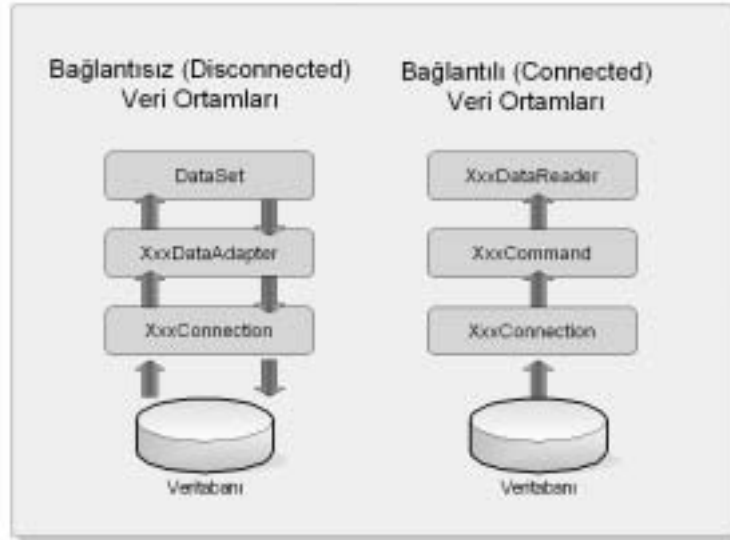 Bağlantısız (Disconnected)
Veri Ortamları
DataSet
XxxDataAdapter
XxxConnection
Veritabanı
Bağlantılı (Connected)
Veri Ortamları
XxxDataReader
XxxCommand
XxxConnection
Veritabanı